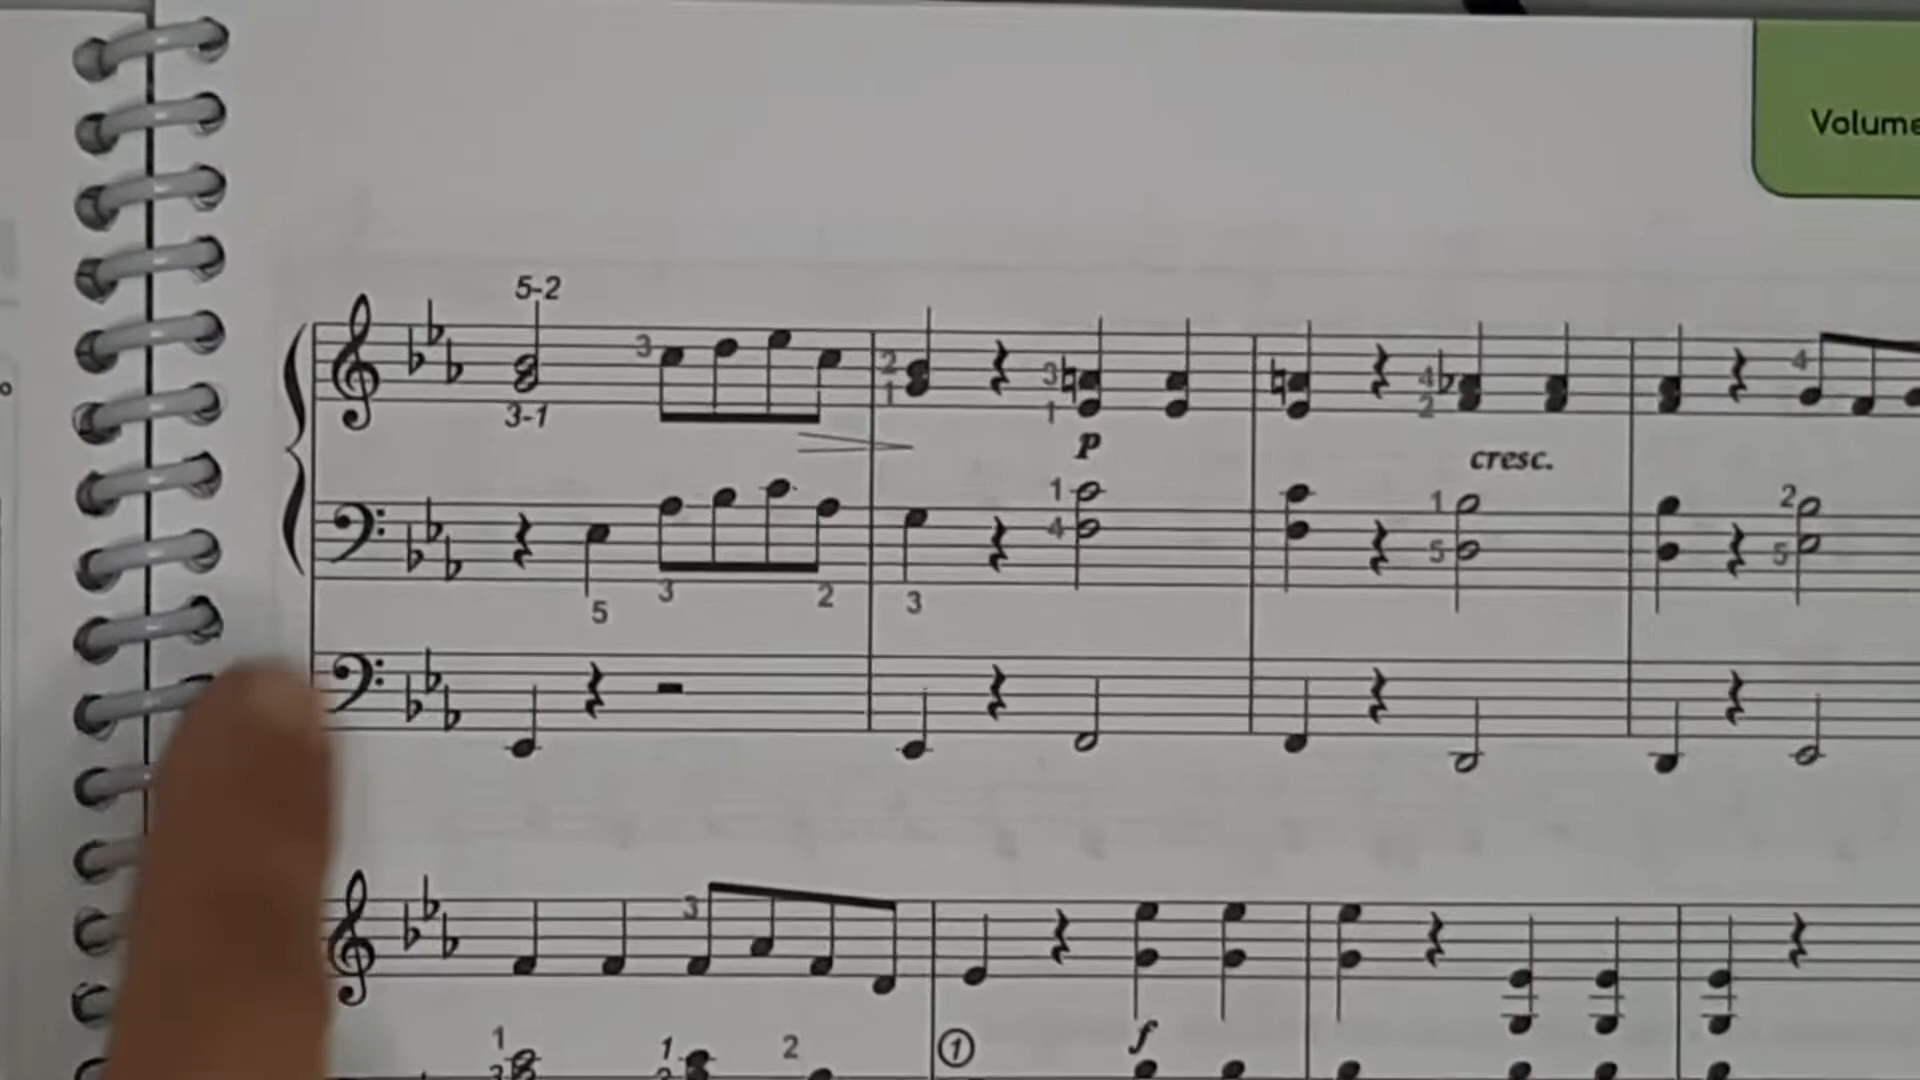 Volume
5-2
3 2 3 4 4
3-1 1 1 2
p
cresc.
1 1 2
4 5 5
5 3 2 3
3
1 1 2 ①
f